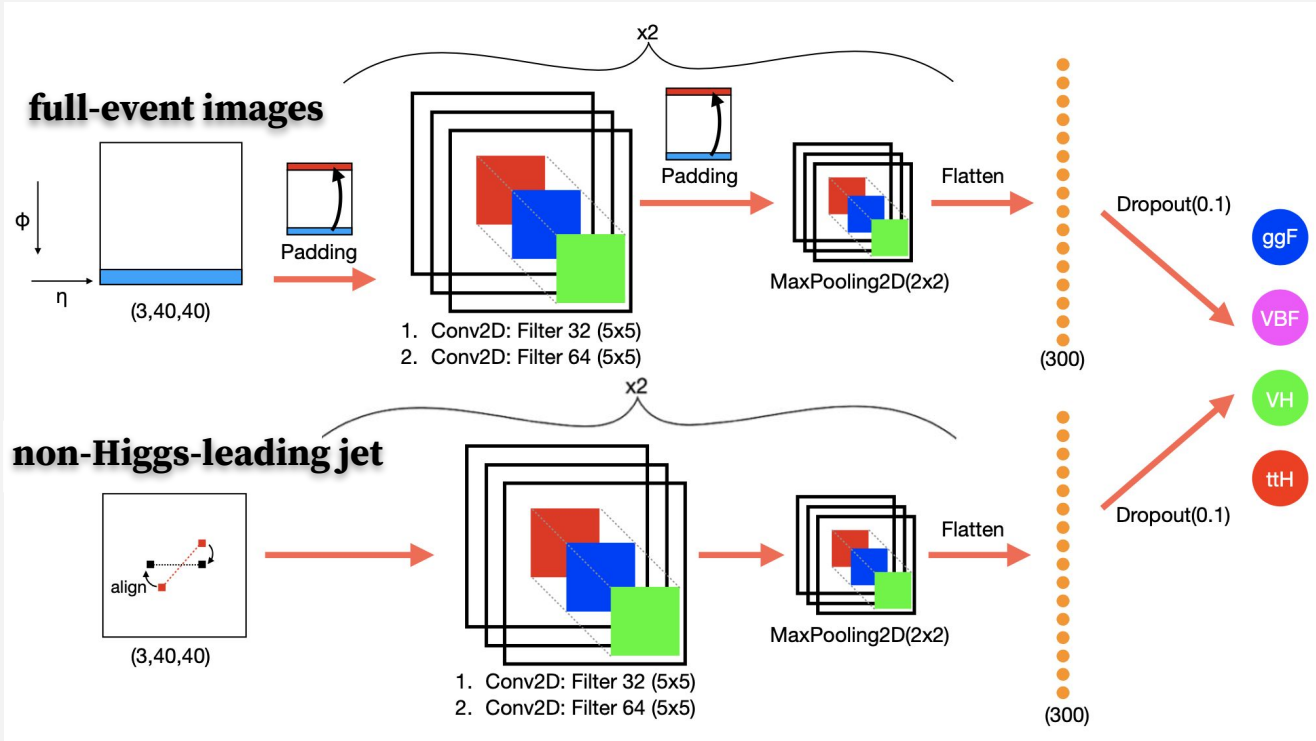 x2
full-event images
Padding
Flatten
Dropout(0.1)
ϕ
Padding
ggF
η
(3,40,40)
MaxPooling2D(2x2)
VBF
1. Conv2D: Filter 32 (5x5)
2. Conv2D: Filter 64 (5x5)
(300)
x2
VH
non-Higgs-leading jet
ttH
Flatten
Dropout(0.1)
align
(3,40,40)
MaxPooling2D(2x2)
1. Conv2D: Filter 32 (5x5)
2. Conv2D: Filter 64 (5x5)
(300)